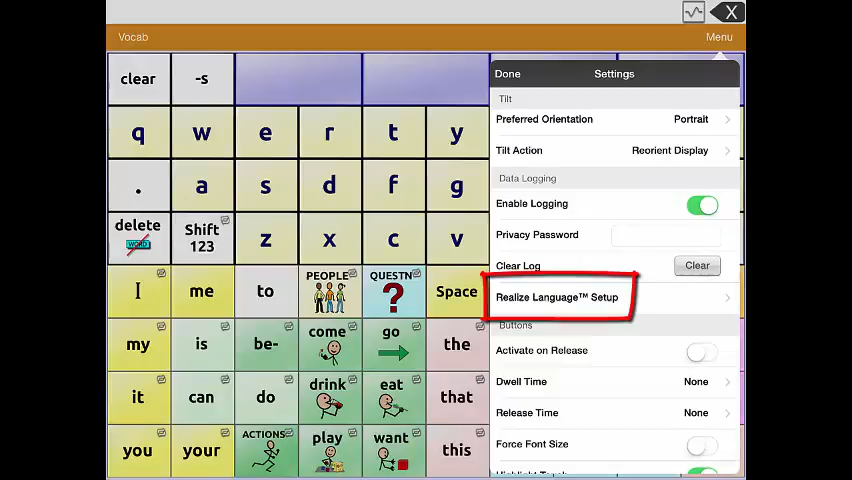 X
Vocab Menu
clear -s
q w e r t y
. a s d f g
delete
WORD
Shift
123
z x c v
I me to PEOPLE QUESTN Space
?
my is be- come go the
it can do drink eat that
you your ACTIONS play want this
Done Settings
Tilt
Preferred Orientation Portrait
Tilt Action Reorient Display
Data Logging
Enable Logging
Privacy Password
Clear Log Clear
Realize Language™ Setup
Buttons
Activate on Release
Dwell Time None
Release Time None
Force Font Size
Highlight Touch